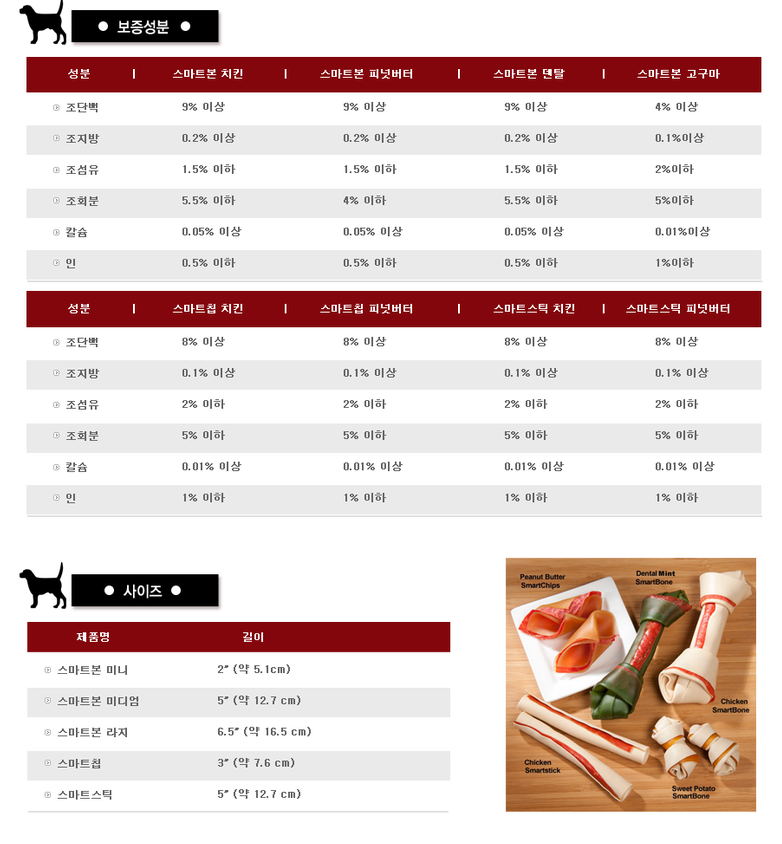 보증성분
성분 | 스마트본 치킨 | 스마트본 피넛버터 | 스마트본 덴탈 | 스마트본 고구마
조단백 9% 이상 9% 이상 9% 이상 4% 이상
조지방 0.2% 이상 0.2% 이상 0.2% 이상 0.1%이상
조섬유 1.5% 이하 1.5% 이하 1.5% 이하 2%이하
조회분 5.5% 이하 4% 이하 5.5% 이하 5%이하
칼슘 0.05% 이상 0.05% 이상 0.05% 이상 0.01%이상
인 0.5% 이하 0.5% 이하 0.5% 이하 1%이하
성분 | 스마트칩 치킨 | 스마트칩 피넛버터 | 스마트스틱 치킨 | 스마트스틱 피넛버터
조단백 8% 이상 8% 이상 8% 이상 8% 이상
조지방 0.1% 이상 0.1% 이상 0.1% 이상 0.1% 이상
조섬유 2% 이하 2% 이하 2% 이하 2% 이하
조회분 5% 이하 5% 이하 5% 이하 5% 이하
칼슘 0.01% 이상 0.01% 이상 0.01% 이상 0.01% 이상
인 1% 이하 1% 이하 1% 이하 1% 이하
사이즈
제품명 길이
스마트본 미니 2″ (약 5.1cm)
스마트본 미디엄 5″ (약 12.7 cm)
스마트본 라지 6.5″ (약 16.5 cm)
스마트칩 3″ (약 7.6 cm)
스마트스틱 5″ (약 12.7 cm)
Peanut Butter
SmartChips
Dental Mint
SmartBone
Chicken
SmartBone
Chicken
Smartstick
Sweet Potato
SmartBone